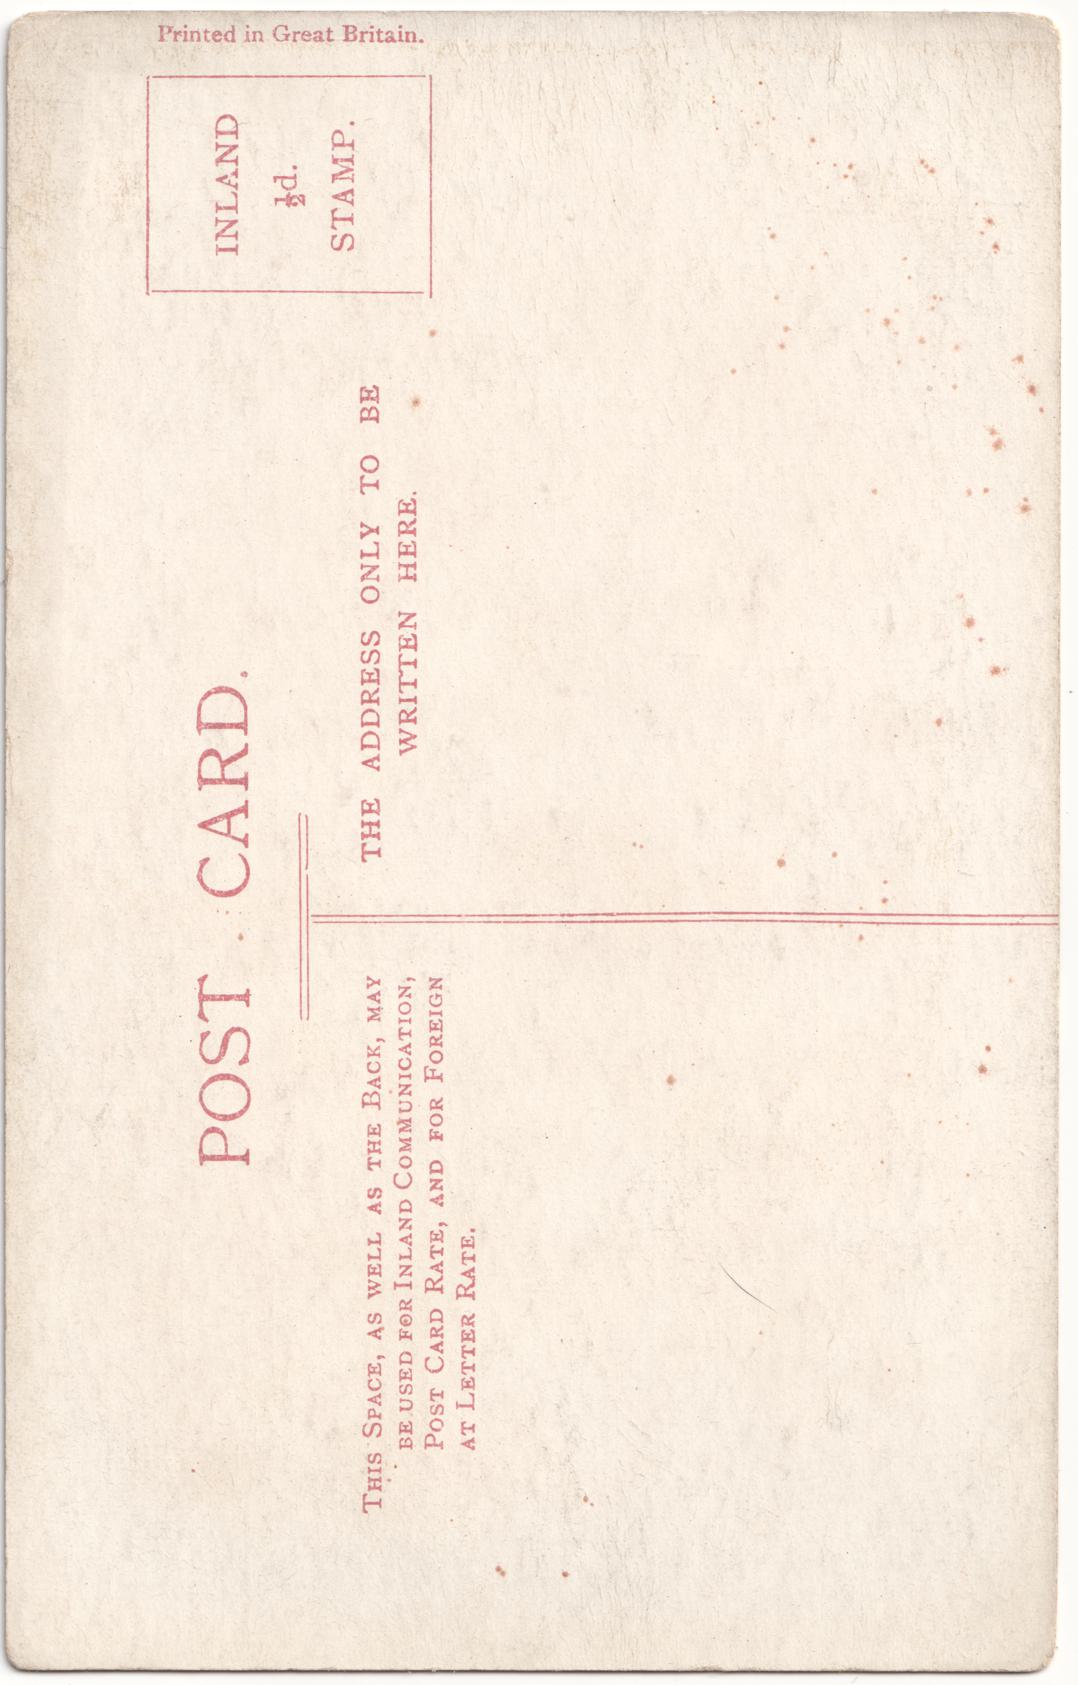 Printed in Great Britain.
POST CARD.
INLAND
½d.
STAMP.
THIS SPACE, AS WELL AS THE BACK, MAY
BE USED FOR INLAND COMMUNICATION,
POST CARD RATE, AND FOR FOREIGN
AT LETTER RATE.
THE ADDRESS ONLY TO BE
WRITTEN HERE.